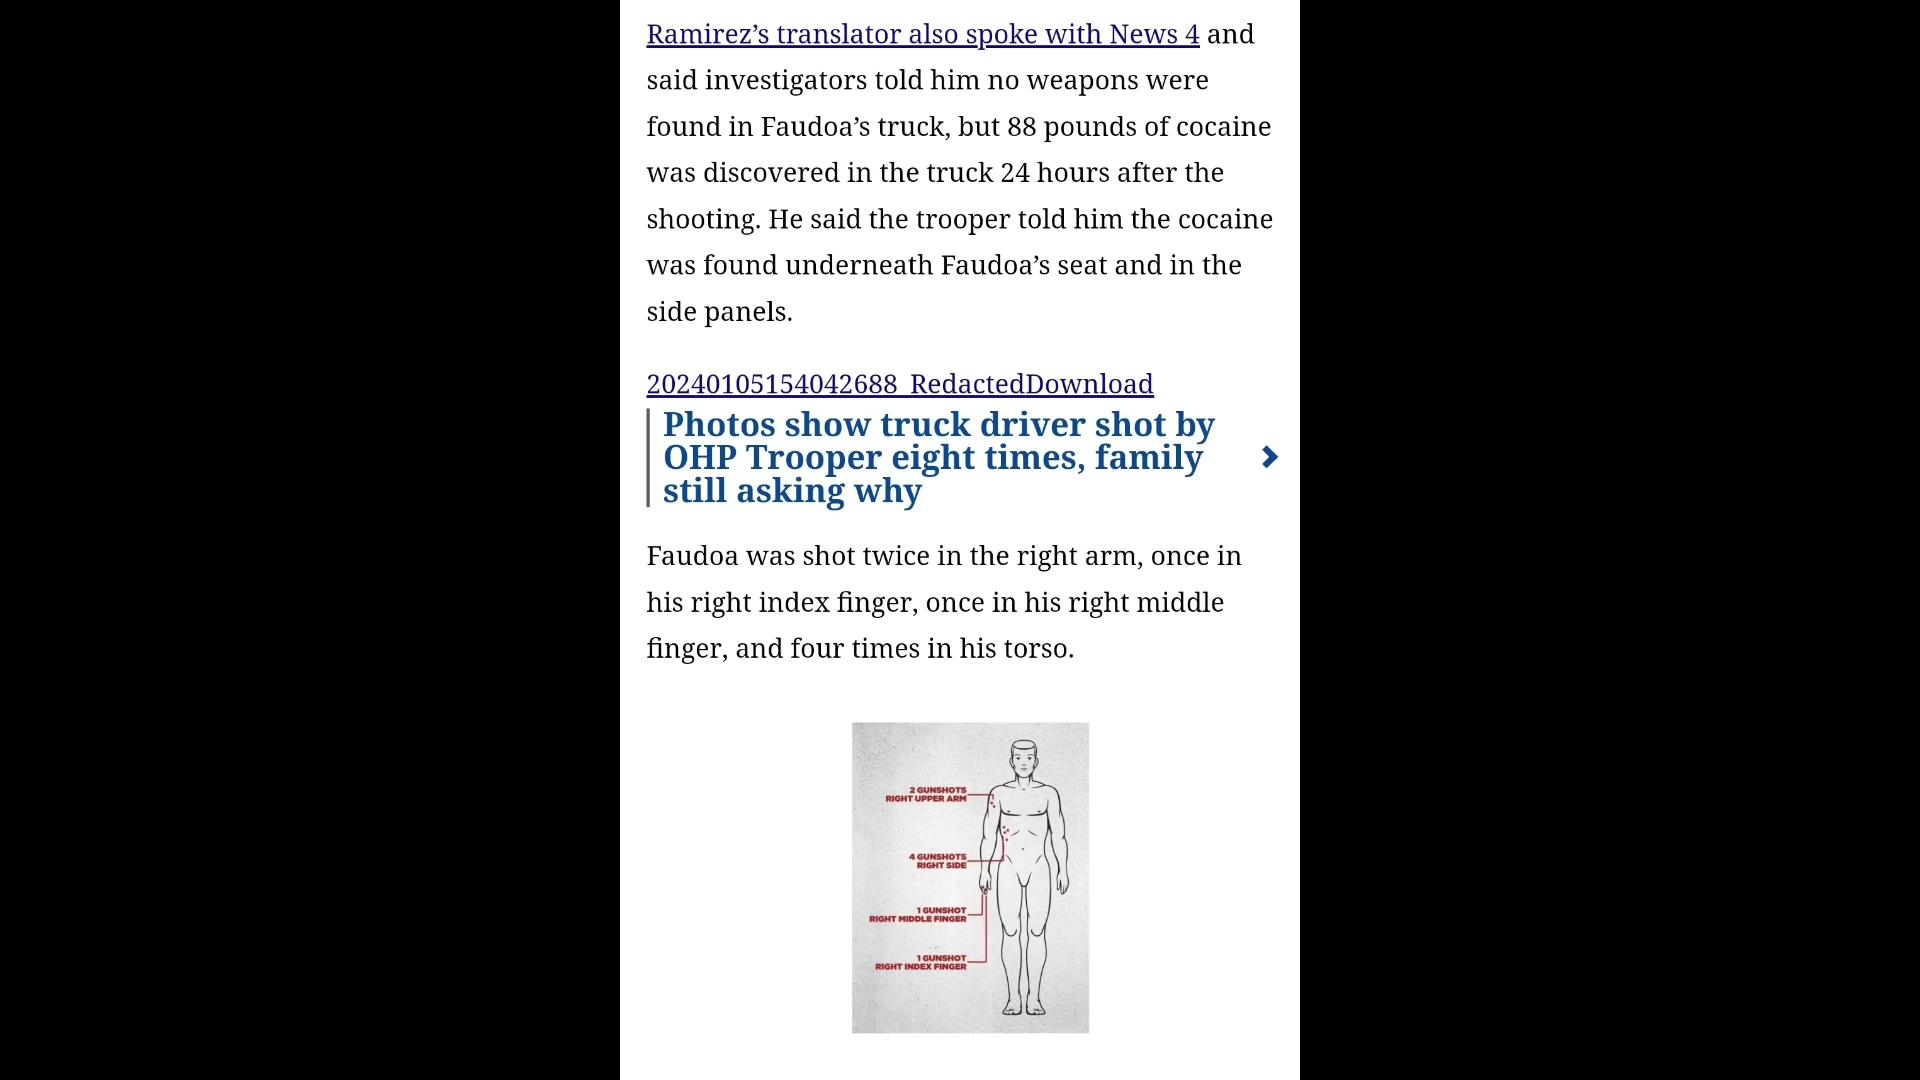 Ramirez’s translator also spoke with News 4 and
said investigators told him no weapons were
found in Faudoa’s truck, but 88 pounds of cocaine
was discovered in the truck 24 hours after the
shooting. He said the trooper told him the cocaine
was found underneath Faudoa’s seat and in the
side panels.
20240105154042688_RedactedDownload
Photos show truck driver shot by
OHP Trooper eight times, family
still asking why
Faudoa was shot twice in the right arm, once in
his right index finger, once in his right middle
finger, and four times in his torso.
2 GUNSHOTS
RIGHT UPPER ARM
4 GUNSHOTS
RIGHT SIDE
1 GUNSHOT
RIGHT MIDDLE FINGER
1 GUNSHOT
RIGHT INDEX FINGER